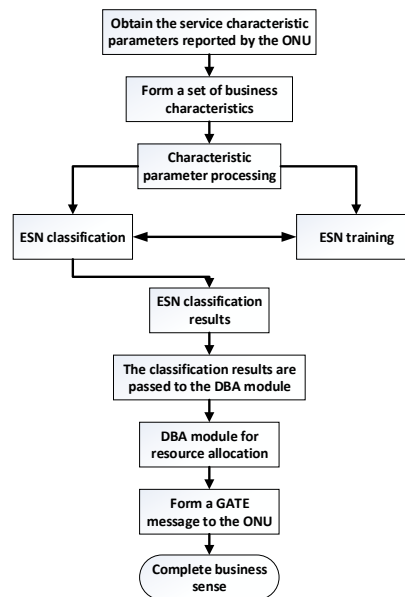 Obtain the service characteristic
parameters reported by the ONU
Form a set of business
characteristics
Characteristic
parameter processing
ESN classification
ESN training
ESN classification
results
The classification results are
passed to the DBA module
DBA module for
resource allocation
Form a GATE
message to the ONU
Complete business
sense